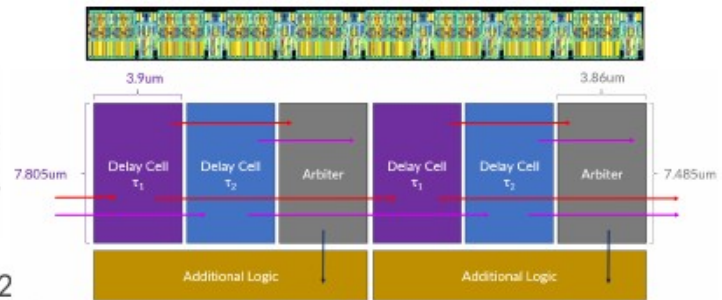 3.9um
3.86um
7.805um
Delay Cell
τ1
Delay Cell
τ2
Arbiter
Delay Cell
τ1
Delay Cell
τ2
Arbiter
7.485um
Additional Logic
Additional Logic
2